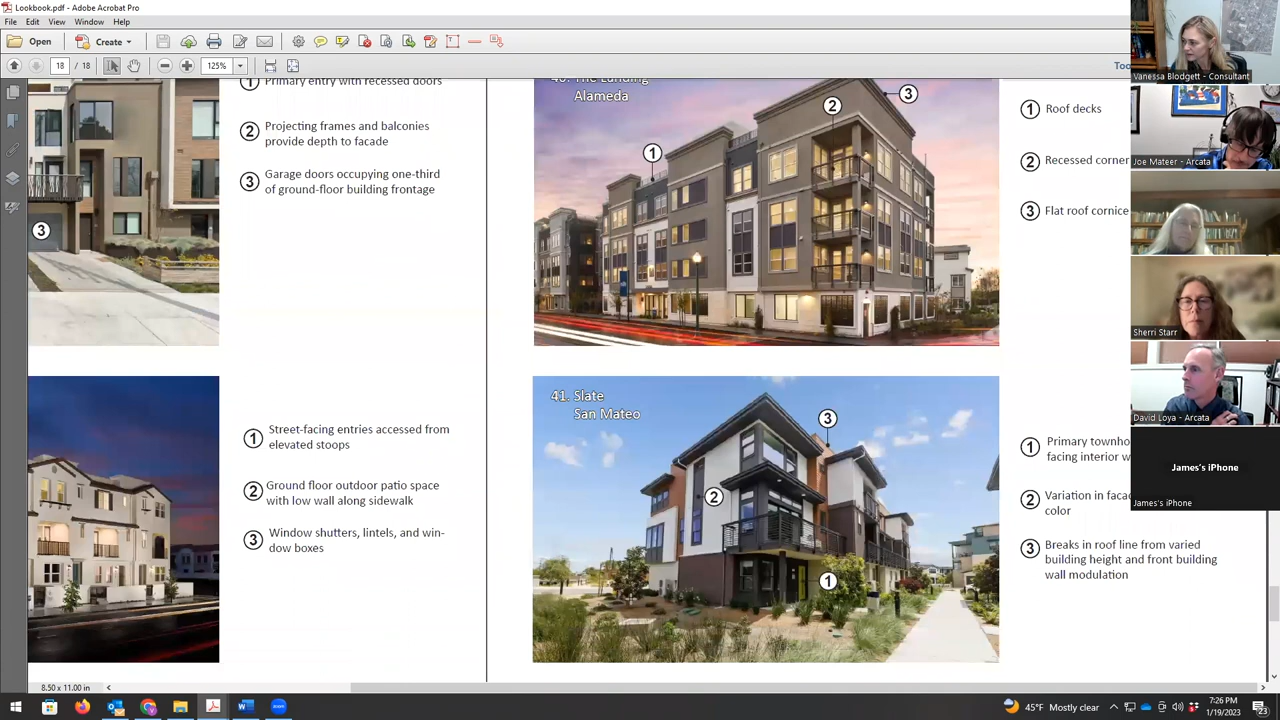 Lookbook.pdf - Adobe Acrobat Pro
File Edit View Window Help
Open
Create
18 / 18
125%
Too
1 Primary entry with recessed doors
2 Projecting frames and balconies
provide depth to facade
3 Garage doors occupying one-third
of ground-floor building frontage
3
Alameda
1
2
3
1 Roof decks
2 Recessed corner
3 Flat roof cornice
1 Street-facing entries accessed from
elevated stoops
2 Ground floor outdoor patio space
with low wall along sidewalk
3 Window shutters, lintels, and win-
dow boxes
41. Slate
San Mateo
3
2
1
1 Primary townho
facing interior w
2 Variation in faca
color
3 Breaks in roof line from varied
building height and front building
wall modulation
Vanessa Blodgett - Consultant
Joe Mateer - Arcata
Sherri Starr
David Loya - Arcata
James's iPhone
James's iPhone
8.50 x 11.00 in
45°F Mostly clear
7:26 PM
1/19/2023
23